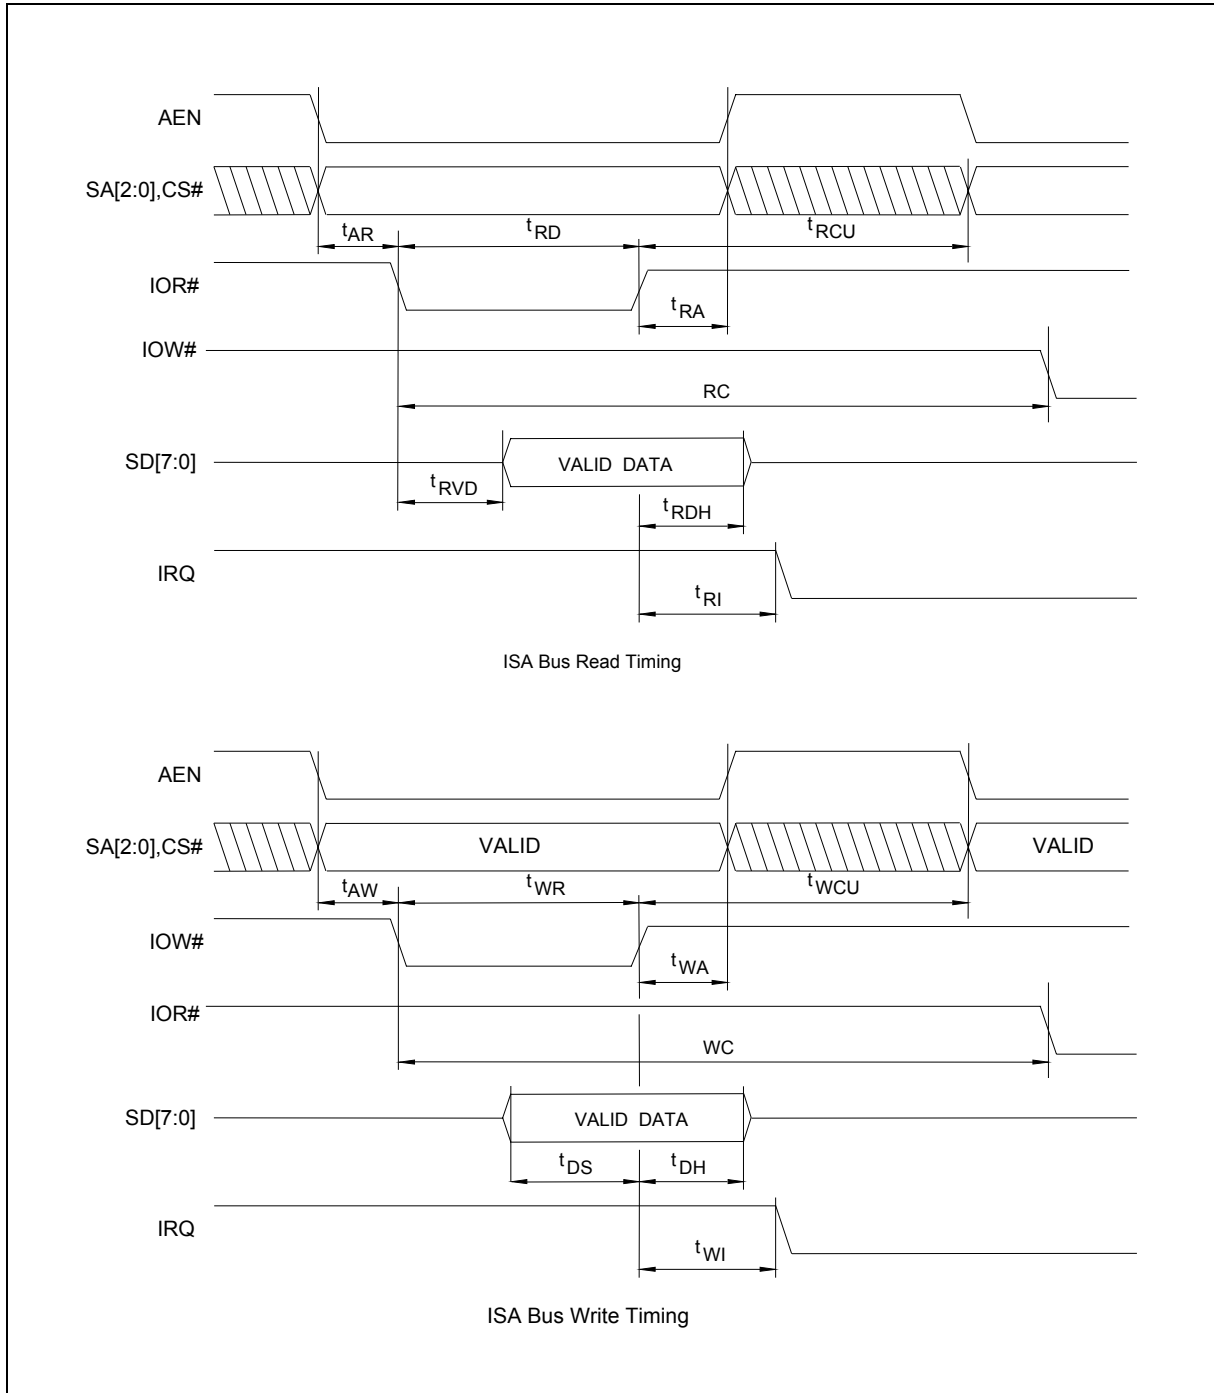 AEN
SA[2:0],CS#
tAR
tRD
tRCU
IOR#
tRA
IOW#
RC
SD[7:0]
VALID DATA
tRVD
tRDH
IRQ
tRI
ISA Bus Read Timing
AEN
SA[2:0],CS#
VALID
VALID
tAW
tWR
tWCU
IOW#
tWA
IOR#
WC
SD[7:0]
VALID DATA
tDS
tDH
IRQ
tWI
ISA Bus Write Timing